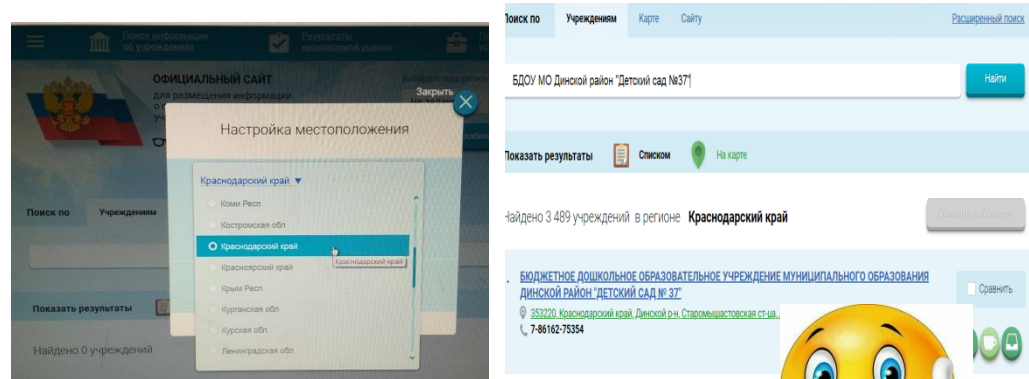 Поиск информации
об учреждениях
Результаты
независимой оценки
ОФИЦИАЛЬНЫЙ САЙТ
для размещения информации
Закрыть
Настройка местоположения
Краснодарский край
Коми Респ
Костромская обл
Краснодарский край
Краснодарский край
Красноярский край
Крым Респ
Курганская обл
Курская обл
Ленинградская обл
Поиск по Учреждениям
Показать результаты
Найдено 0 учреждений
Поиск по Учреждениям Карте Сайту Расширенный поиск
БДОУ МО Динской район "Детский сад №37"
Найти
Показать результаты Списком На карте
Найдено 3 489 учреждений в регионе Краснодарский край
Сравнить выбранные
БЮДЖЕТНОЕ ДОШКОЛЬНОЕ ОБРАЗОВАТЕЛЬНОЕ УЧРЕЖДЕНИЕ МУНИЦИПАЛЬНОГО ОБРАЗОВАНИЯ
ДИНСКОЙ РАЙОН "ДЕТСКИЙ САД № 37"
Сравнить
353220, Краснодарский край, Динской р-н, Старомышастовская ст-ца,
7-86162-75354